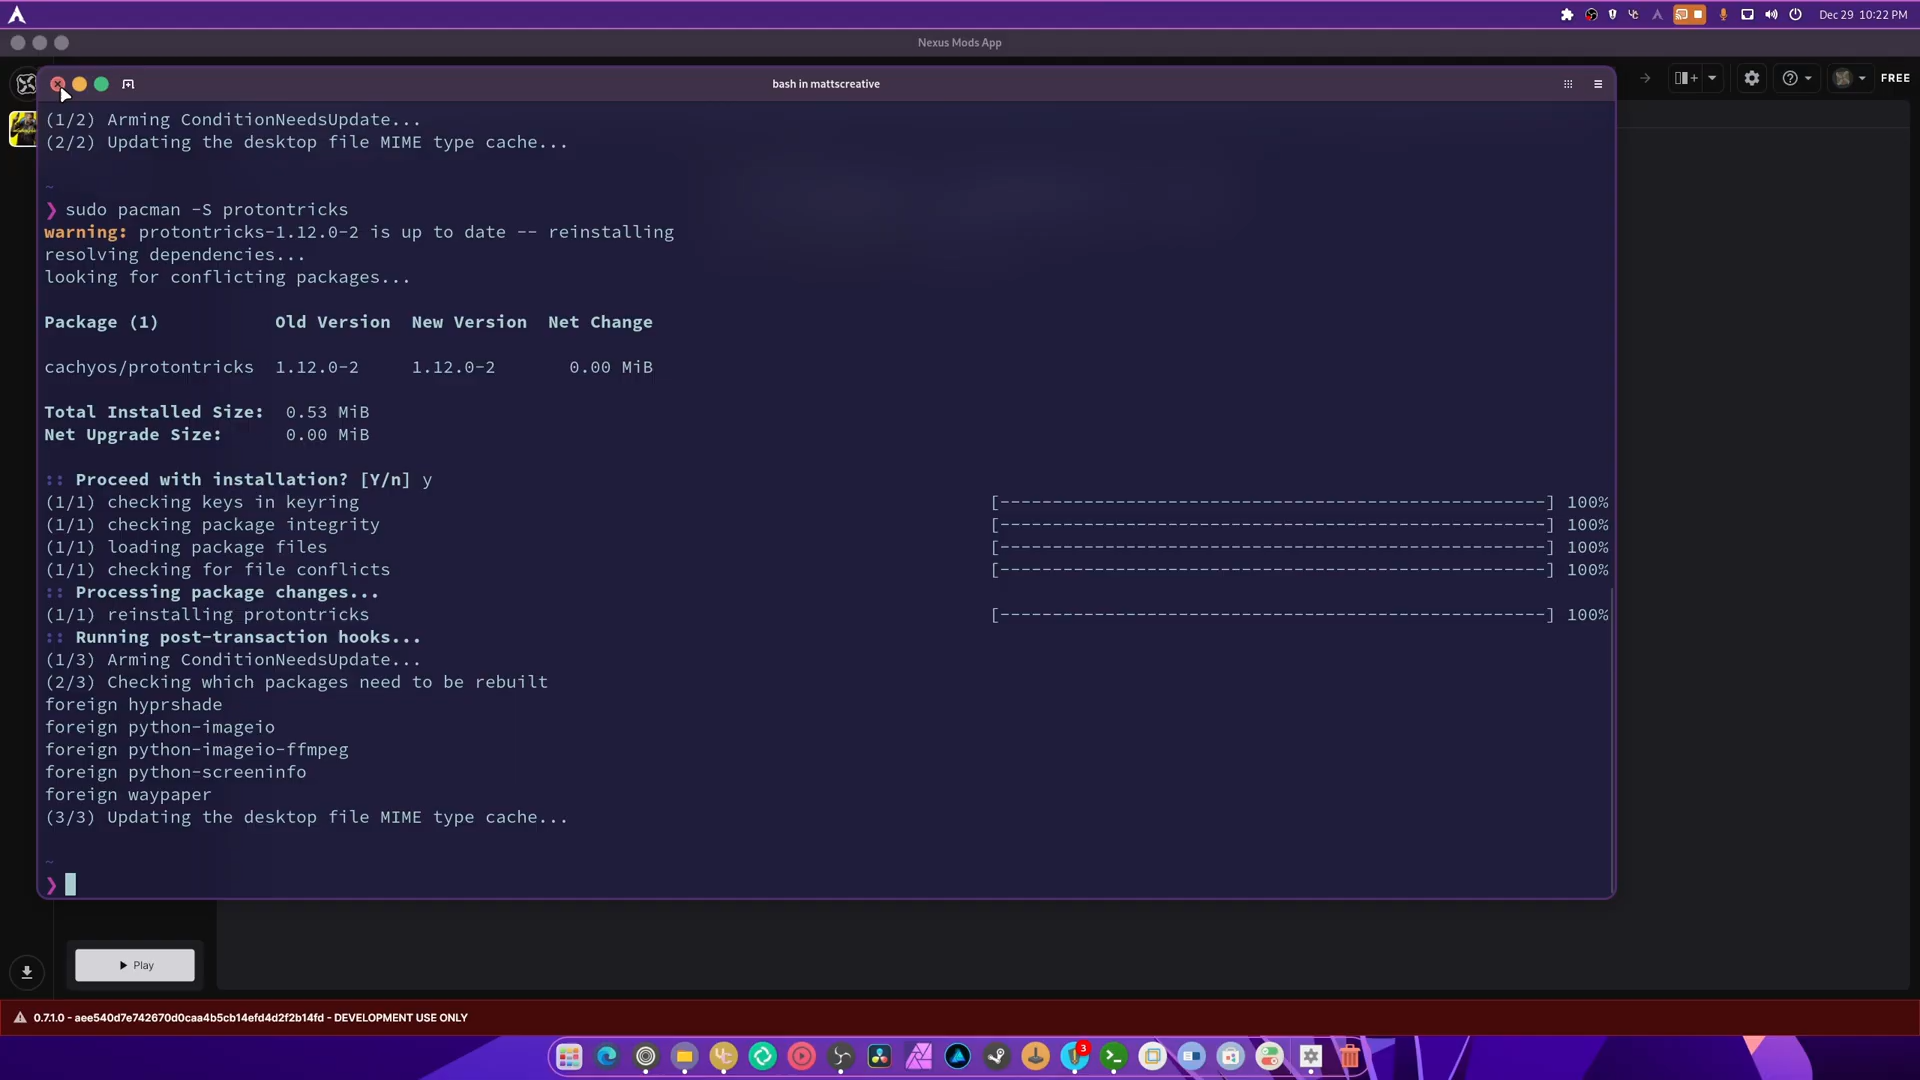 Dec 29 10:22 PM
Nexus Mods App
FREE
bash in mattscreative
(1/2) Arming ConditionNeedsUpdate...
(2/2) Updating the desktop file MIME type cache...
~
❯ sudo pacman -S protontricks
warning: protontricks-1.12.0-2 is up to date -- reinstalling
resolving dependencies...
looking for conflicting packages...
Package (1) Old Version New Version Net Change
cachyos/protontricks 1.12.0-2 1.12.0-2 0.00 MiB
Total Installed Size: 0.53 MiB
Net Upgrade Size: 0.00 MiB
:: Proceed with installation? [Y/n] y
(1/1) checking keys in keyring [----------------------------------------------------] 100%
(1/1) checking package integrity [----------------------------------------------------] 100%
(1/1) loading package files [----------------------------------------------------] 100%
(1/1) checking for file conflicts [----------------------------------------------------] 100%
:: Processing package changes...
(1/1) reinstalling protontricks [----------------------------------------------------] 100%
:: Running post-transaction hooks...
(1/3) Arming ConditionNeedsUpdate...
(2/3) Checking which packages need to be rebuilt
foreign hyprshade
foreign python-imageio
foreign python-imageio-ffmpeg
foreign python-screeninfo
foreign waypaper
(3/3) Updating the desktop file MIME type cache...
~
❯
Play
0.7.1.0 - aee540d7e742670d0caa4b5cb14efd4d2f2b14fd - DEVELOPMENT USE ONLY
3